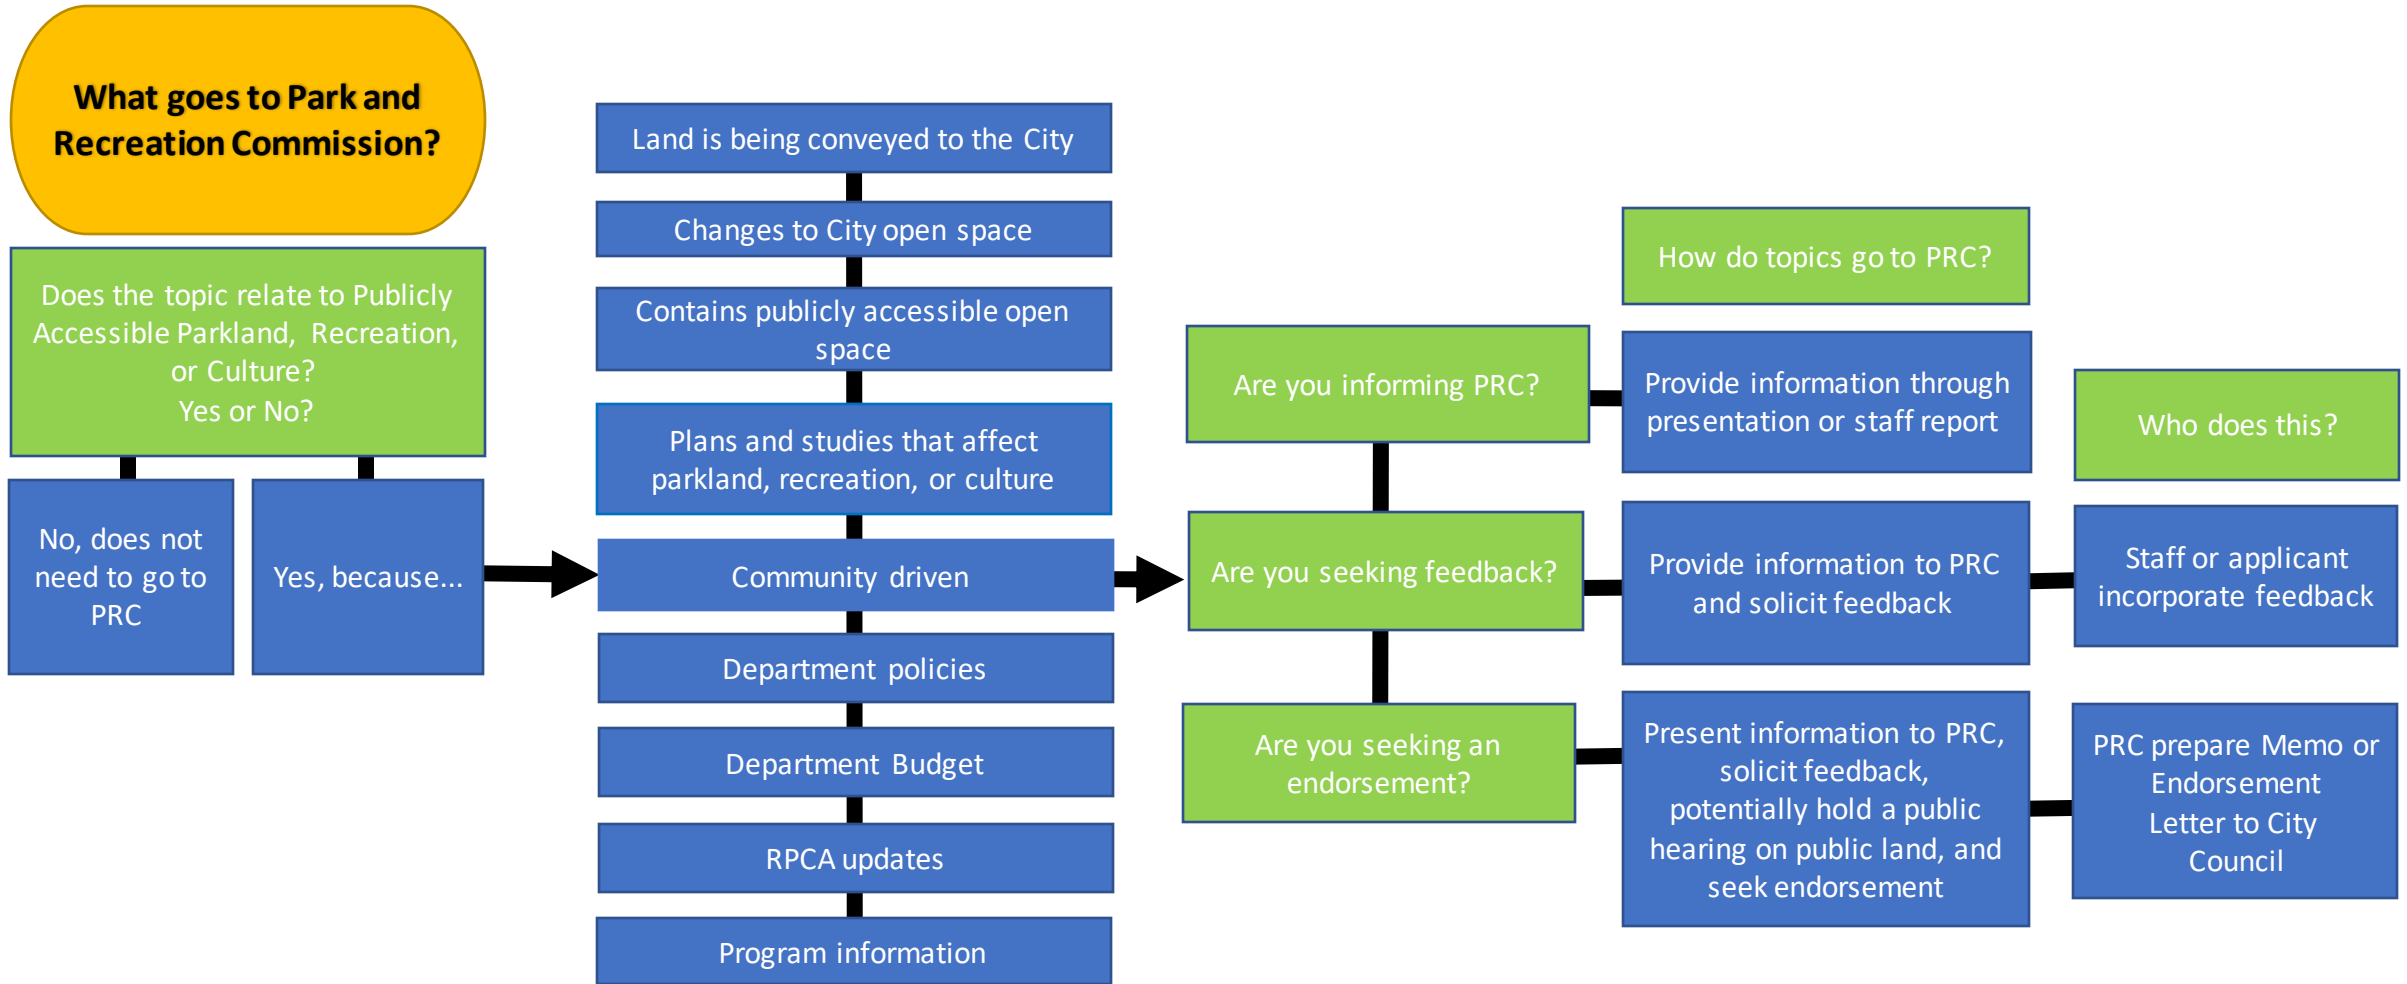 What goes to Park and
Recreation Commission?
Does the topic relate to Publicly
Accessible Parkland, Recreation,
or Culture?
Yes or No?
No, does not
need to go to
PRC
Yes, because...
Land is being conveyed to the City
Changes to City open space
Contains publicly accessible open
space
Plans and studies that affect
parkland, recreation, or culture
Community driven
Department policies
Department Budget
RPCA updates
Program information
Are you informing PRC?
Are you seeking feedback?
Are you seeking an
endorsement?
How do topics go to PRC?
Provide information through
presentation or staff report
Provide information to PRC
and solicit feedback
Present information to PRC,
solicit feedback,
potentially hold a public
hearing on public land, and
seek endorsement
Who does this?
Staff or applicant
incorporate feedback
PRC prepare Memo or
Endorsement
Letter to City
Council